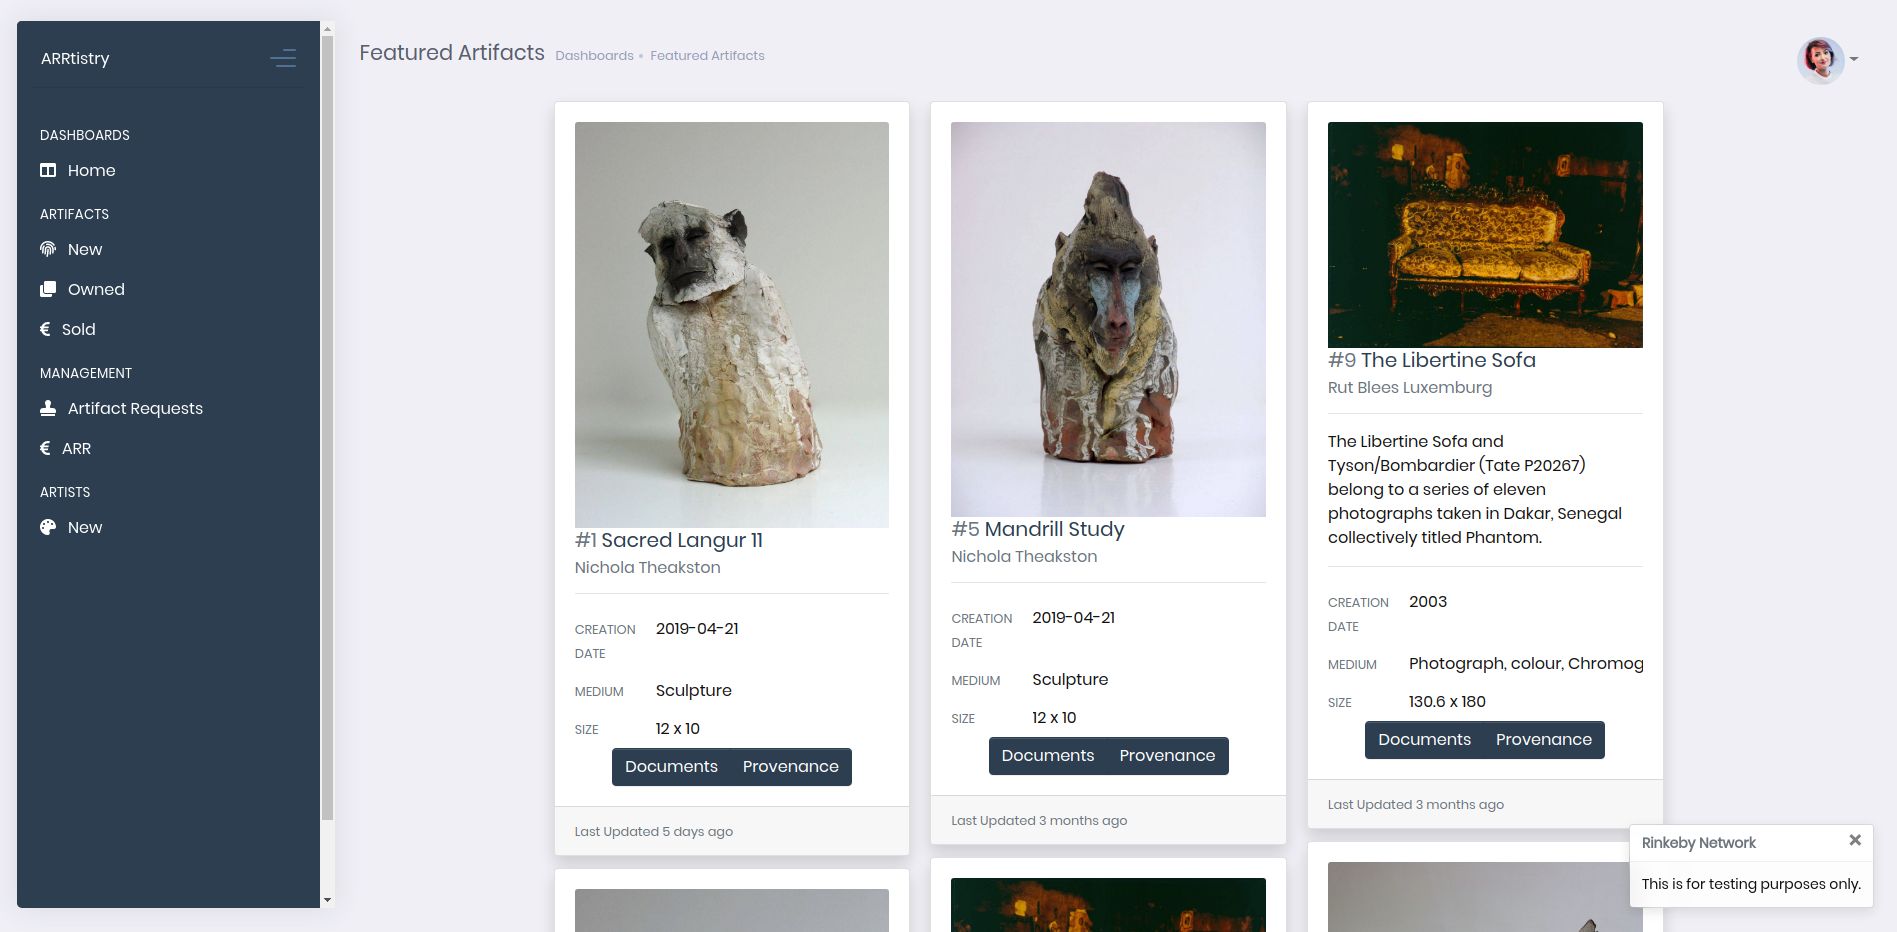 ARRtistry
DASHBOARDS
Home
ARTIFACTS
New
Owned
Sold
MANAGEMENT
Artifact Requests
ARR
ARTISTS
New
Featured Artifacts Dashboards • Featured Artifacts
#1 Sacred Langur 11
Nichola Theakston
CREATION DATE 2019-04-21
MEDIUM Sculpture
SIZE 12 x 10
Documents Provenance
Last Updated 5 days ago
#5 Mandrill Study
Nichola Theakston
CREATION DATE 2019-04-21
MEDIUM Sculpture
SIZE 12 x 10
Documents Provenance
Last Updated 3 months ago
#9 The Libertine Sofa
Rut Blees Luxemburg
The Libertine Sofa and
Tyson/Bombardier (Tate P20267)
belong to a series of eleven
photographs taken in Dakar, Senegal
collectively titled Phantom.
CREATION DATE 2003
MEDIUM Photograph, colour, Chromog
SIZE 130.6 x 180
Documents Provenance
Last Updated 3 months ago
Rinkeby Network
This is for testing purposes only.